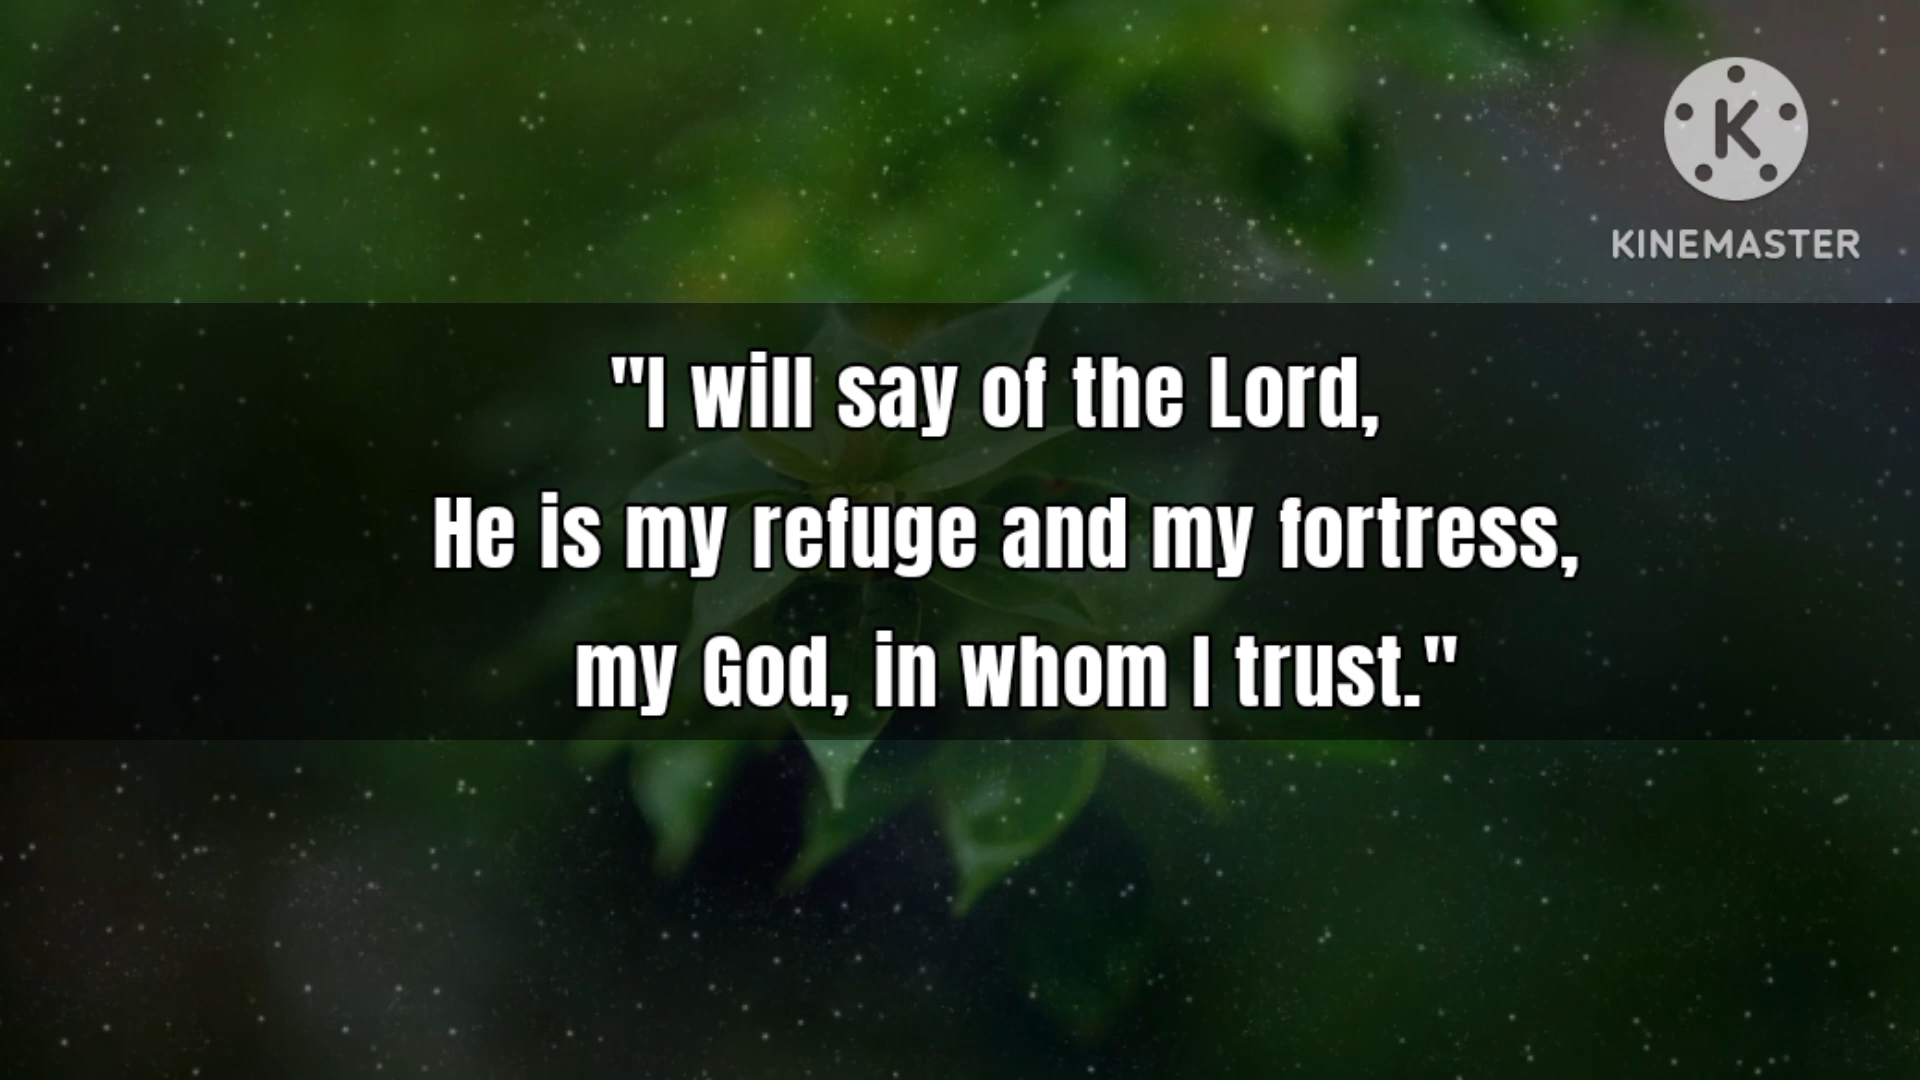 K
KINEMASTER
"I will say of the Lord,
He is my refuge and my fortress,
my God, in whom I trust."